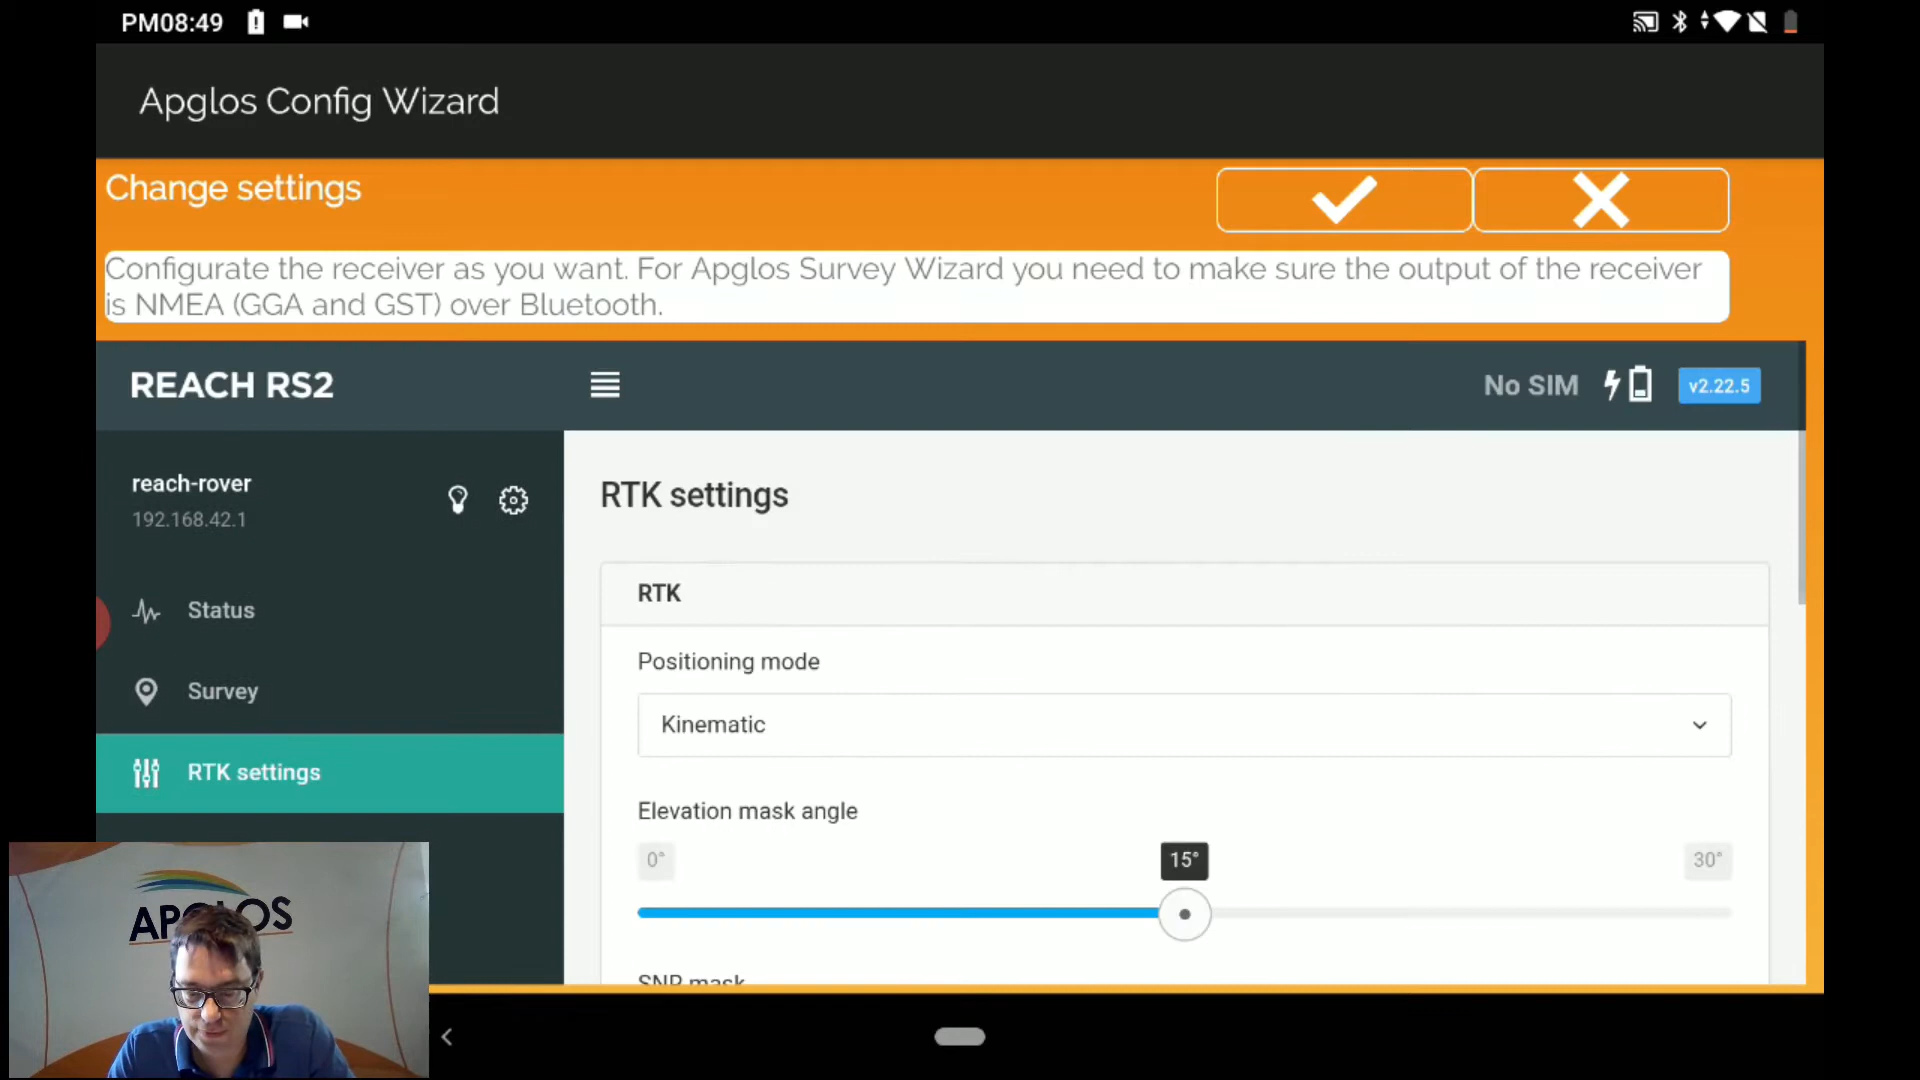 PM08:49
Apglos Config Wizard
Change settings
Configurate the receiver as you want. For Apglos Survey Wizard you need to make sure the output of the receiver
is NMEA (GGA and GST) over Bluetooth.
REACH RS2
No SIM
v2.22.5
reach-rover
192.168.42.1
Status
Survey
RTK settings
RTK settings
RTK
Positioning mode
Kinematic
Elevation mask angle
0°
15°
30°
SNR mask
APGLOS